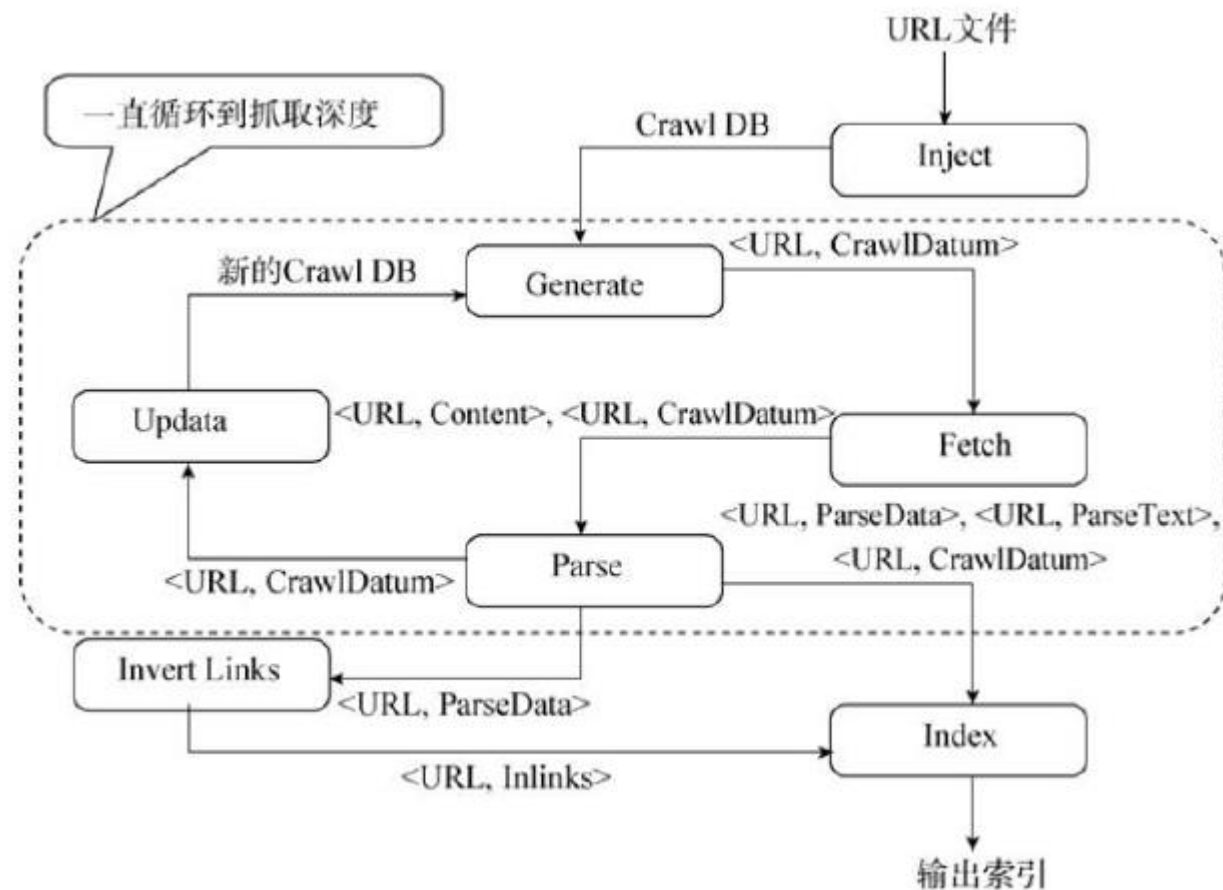 URL文件
一直循环到抓取深度
Crawl DB
Inject
<URL, CrawlDatum>
新的Crawl DB
Generate
Updata
<URL, Content>, <URL, CrawlDatum>
Fetch
<URL, ParseData>, <URL, ParseText>,
<URL, CrawlDatum>
Parse
<URL, CrawlDatum>
Invert Links
<URL, ParseData>
Index
<URL, Inlinks>
输出索引